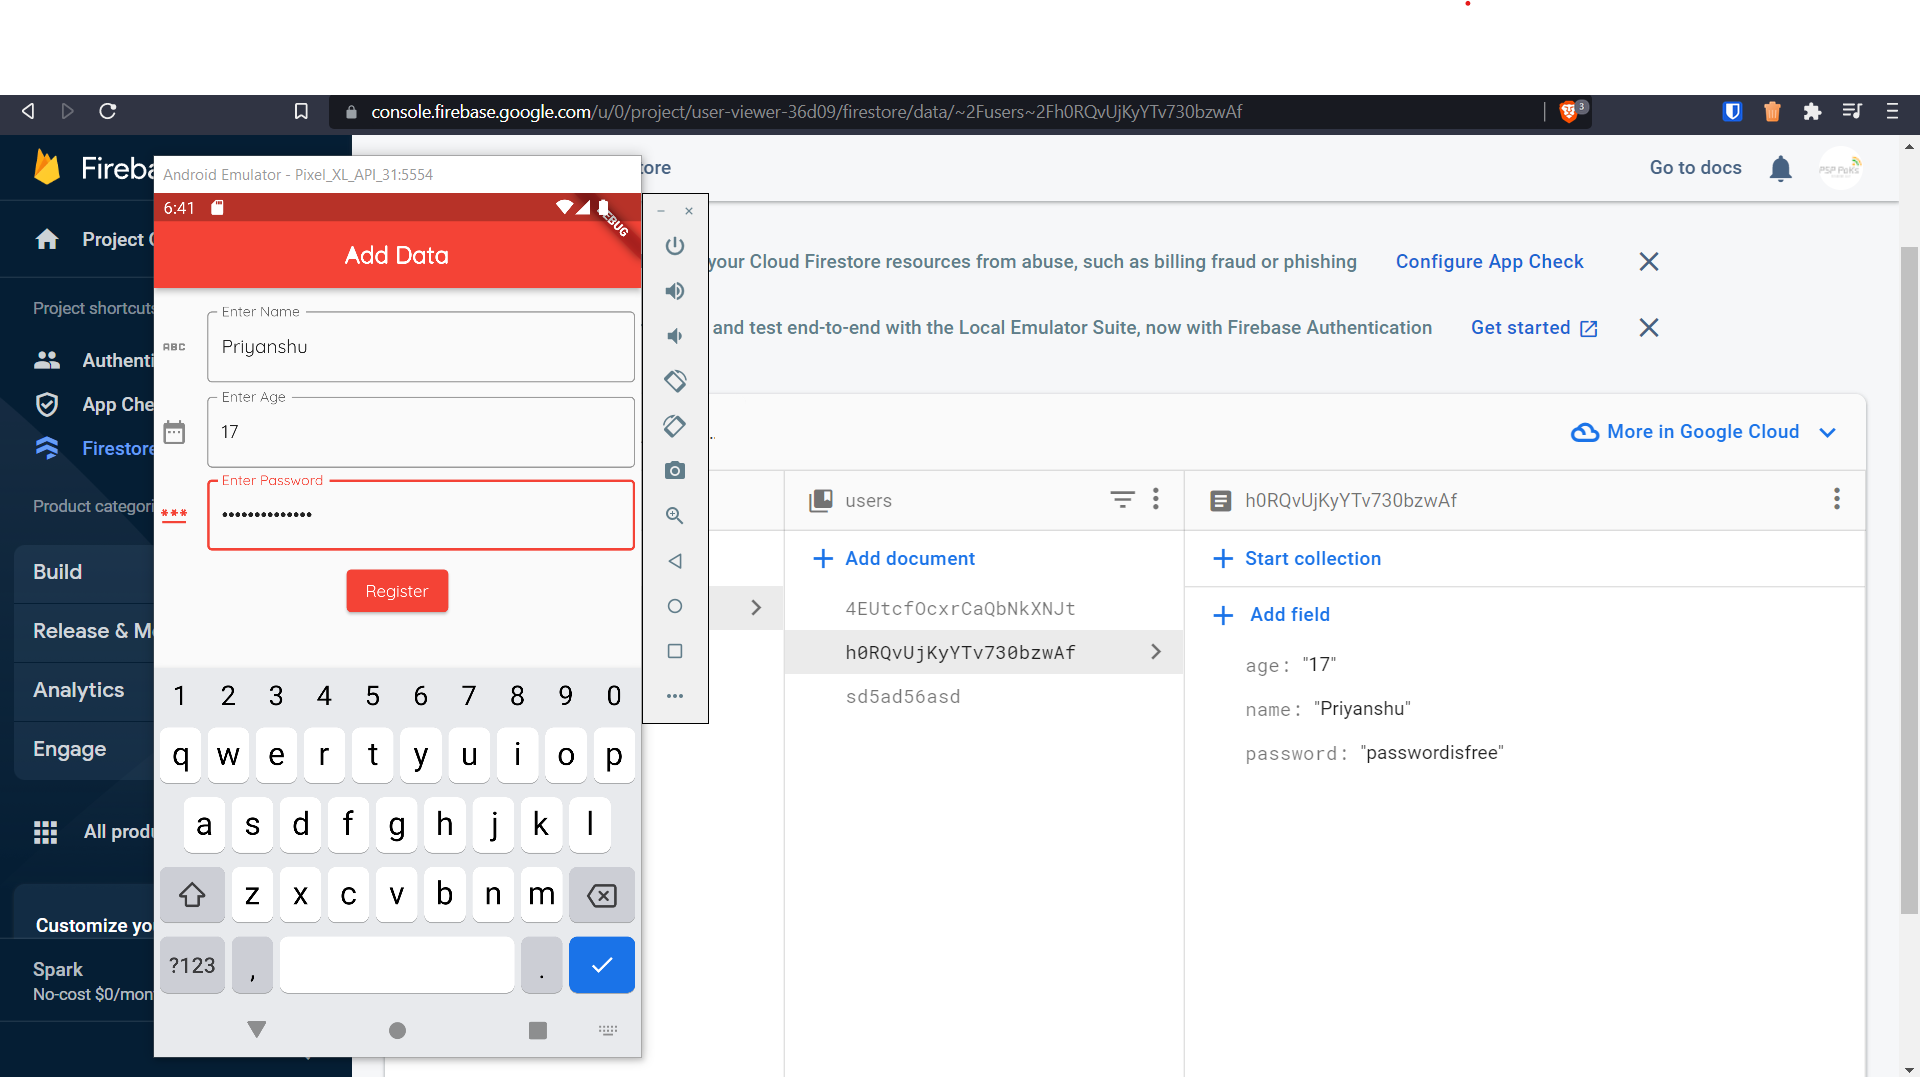 console.firebase.google.com/u/0/project/user-viewer-36d09/firestore/data/~2Fusers~2Fh0RQvUjKyYTv730bzwAf
3
Fireba
ore
Go to docs
Android Emulator - Pixel_XL_API_31:5554
6:41
Add Data
Project
Project shortcuts
Authenti
App Che
Firestore
Product categori
Build
Release & M
Analytics
Engage
All produ
Customize yo
Spark
No-cost $0/mon
Enter Name
ABC
Priyanshu
Enter Age
17
Enter Password
***
••••••••••••••
Register
1 2 3 4 5 6 7 8 9 0
q w e r t y u i o p
a s d f g h j k l
z x c v b n m
?123 , .
your Cloud Firestore resources from abuse, such as billing fraud or phishing
Configure App Check
and test end-to-end with the Local Emulator Suite, now with Firebase Authentication
Get started
More in Google Cloud
users
Add document
4EUtcfOcxrCaQbNkXNJt
h0RQvUjKyYTv730bzwAf
sd5ad56asd
h0RQvUjKyYTv730bzwAf
Start collection
Add field
age: "17"
name: "Priyanshu"
password: "passwordisfree"